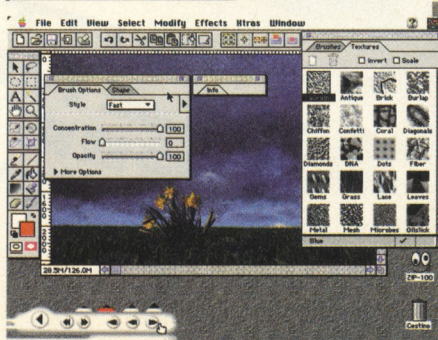 File Edit View Select Modify Effects Xtras Window
Brushes Textures
Invert Scale
Brush Options Shape
Info
Style Fast
Concentration 100
Flow 0
Opacity 100
More Options
Antique Brick Burlap
Chiffon Confetti Coral Diagonals
Diamonds DNA Dots Fiber
Gems Grass Lace Leaves
Metal Mesh Microbes Oilslick
Blue
28.5M/126.0M
ZIP-100
Cestino